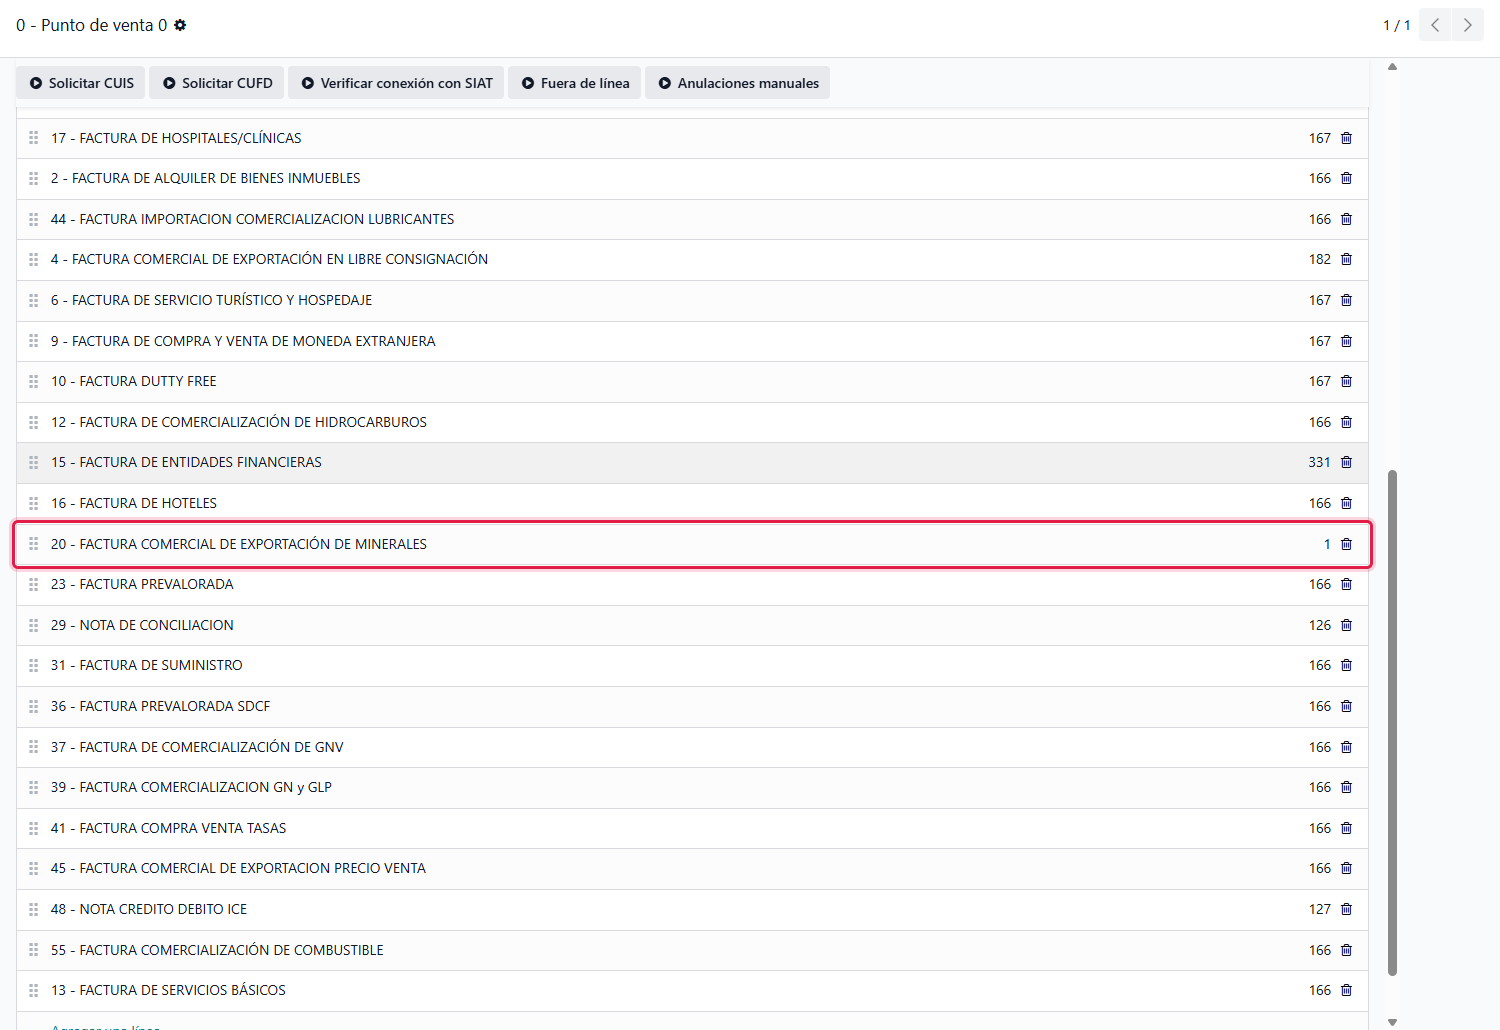 0 - Punto de venta 0
1 / 1
Solicitar CUIS
Solicitar CUFD
Verificar conexión con SIAT
Fuera de línea
Anulaciones manuales
17 - FACTURA DE HOSPITALES/CLÍNICAS 167
2 - FACTURA DE ALQUILER DE BIENES INMUEBLES 166
44 - FACTURA IMPORTACION COMERCIALIZACION LUBRICANTES 166
4 - FACTURA COMERCIAL DE EXPORTACIÓN EN LIBRE CONSIGNACIÓN 182
6 - FACTURA DE SERVICIO TURÍSTICO Y HOSPEDAJE 167
9 - FACTURA DE COMPRA Y VENTA DE MONEDA EXTRANJERA 167
10 - FACTURA DUTTY FREE 167
12 - FACTURA DE COMERCIALIZACIÓN DE HIDROCARBUROS 166
15 - FACTURA DE ENTIDADES FINANCIERAS 331
16 - FACTURA DE HOTELES 166
20 - FACTURA COMERCIAL DE EXPORTACIÓN DE MINERALES 1
23 - FACTURA PREVALORADA 166
29 - NOTA DE CONCILIACION 126
31 - FACTURA DE SUMINISTRO 166
36 - FACTURA PREVALORADA SDCF 166
37 - FACTURA DE COMERCIALIZACIÓN DE GNV 166
39 - FACTURA COMERCIALIZACION GN y GLP 166
41 - FACTURA COMPRA VENTA TASAS 166
45 - FACTURA COMERCIAL DE EXPORTACION PRECIO VENTA 166
48 - NOTA CREDITO DEBITO ICE 127
55 - FACTURA COMERCIALIZACIÓN DE COMBUSTIBLE 166
13 - FACTURA DE SERVICIOS BÁSICOS 166
Agregar una línea